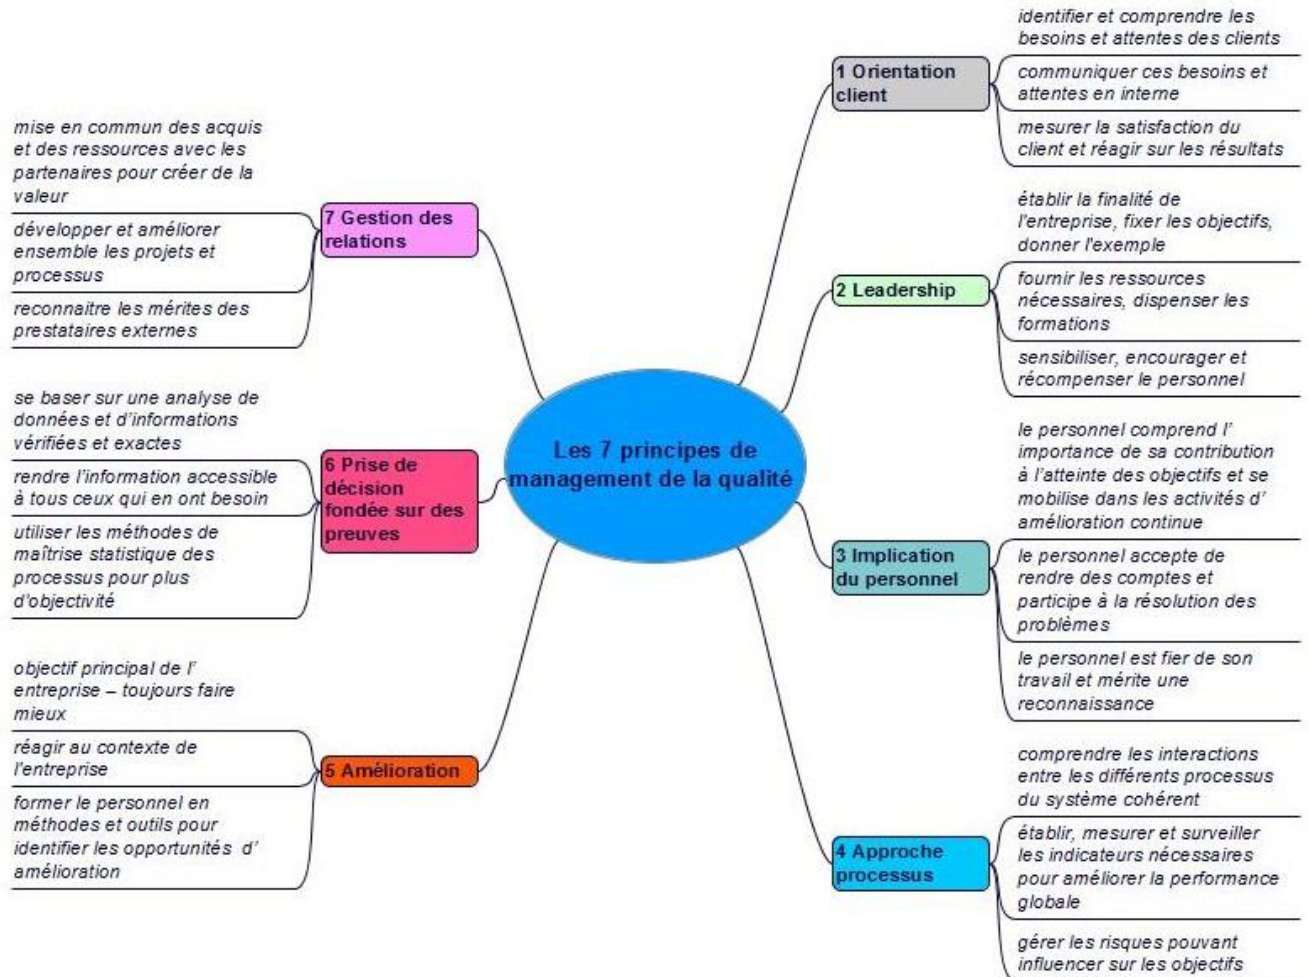 Les 7 principes de
management de la qualité
1 Orientation
client
identifier et comprendre les
besoins et attentes des clients
communiquer ces besoins et
attentes en interne
mesurer la satisfaction du
client et réagir sur les résultats
2 Leadership
établir la finalité de
l'entreprise, fixer les objectifs,
donner l'exemple
fournir les ressources
nécessaires, dispenser les
formations
sensibiliser, encourager et
récompenser le personnel
3 Implication
du personnel
le personnel comprend l'
importance de sa contribution
à l'atteinte des objectifs et se
mobilise dans les activités d'
amélioration continue
le personnel accepte de
rendre des comptes et
participe à la résolution des
problèmes
le personnel est fier de son
travail et mérite une
reconnaissance
4 Approche
processus
comprendre les interactions
entre les différents processus
du système cohérent
établir, mesurer et surveiller
les indicateurs nécessaires
pour améliorer la performance
globale
gérer les risques pouvant
influencer sur les objectifs
5 Amélioration
objectif principal de l'
entreprise – toujours faire
mieux
réagir au contexte de
l'entreprise
former le personnel en
méthodes et outils pour
identifier les opportunités d'
amélioration
6 Prise de
décision
fondée sur des
preuves
se baser sur une analyse de
données et d'informations
vérifiées et exactes
rendre l'information accessible
à tous ceux qui en ont besoin
utiliser les méthodes de
maîtrise statistique des
processus pour plus
d'objectivité
7 Gestion des
relations
mise en commun des acquis
et des ressources avec les
partenaires pour créer de la
valeur
développer et améliorer
ensemble les projets et
processus
reconnaitre les mérites des
prestataires externes